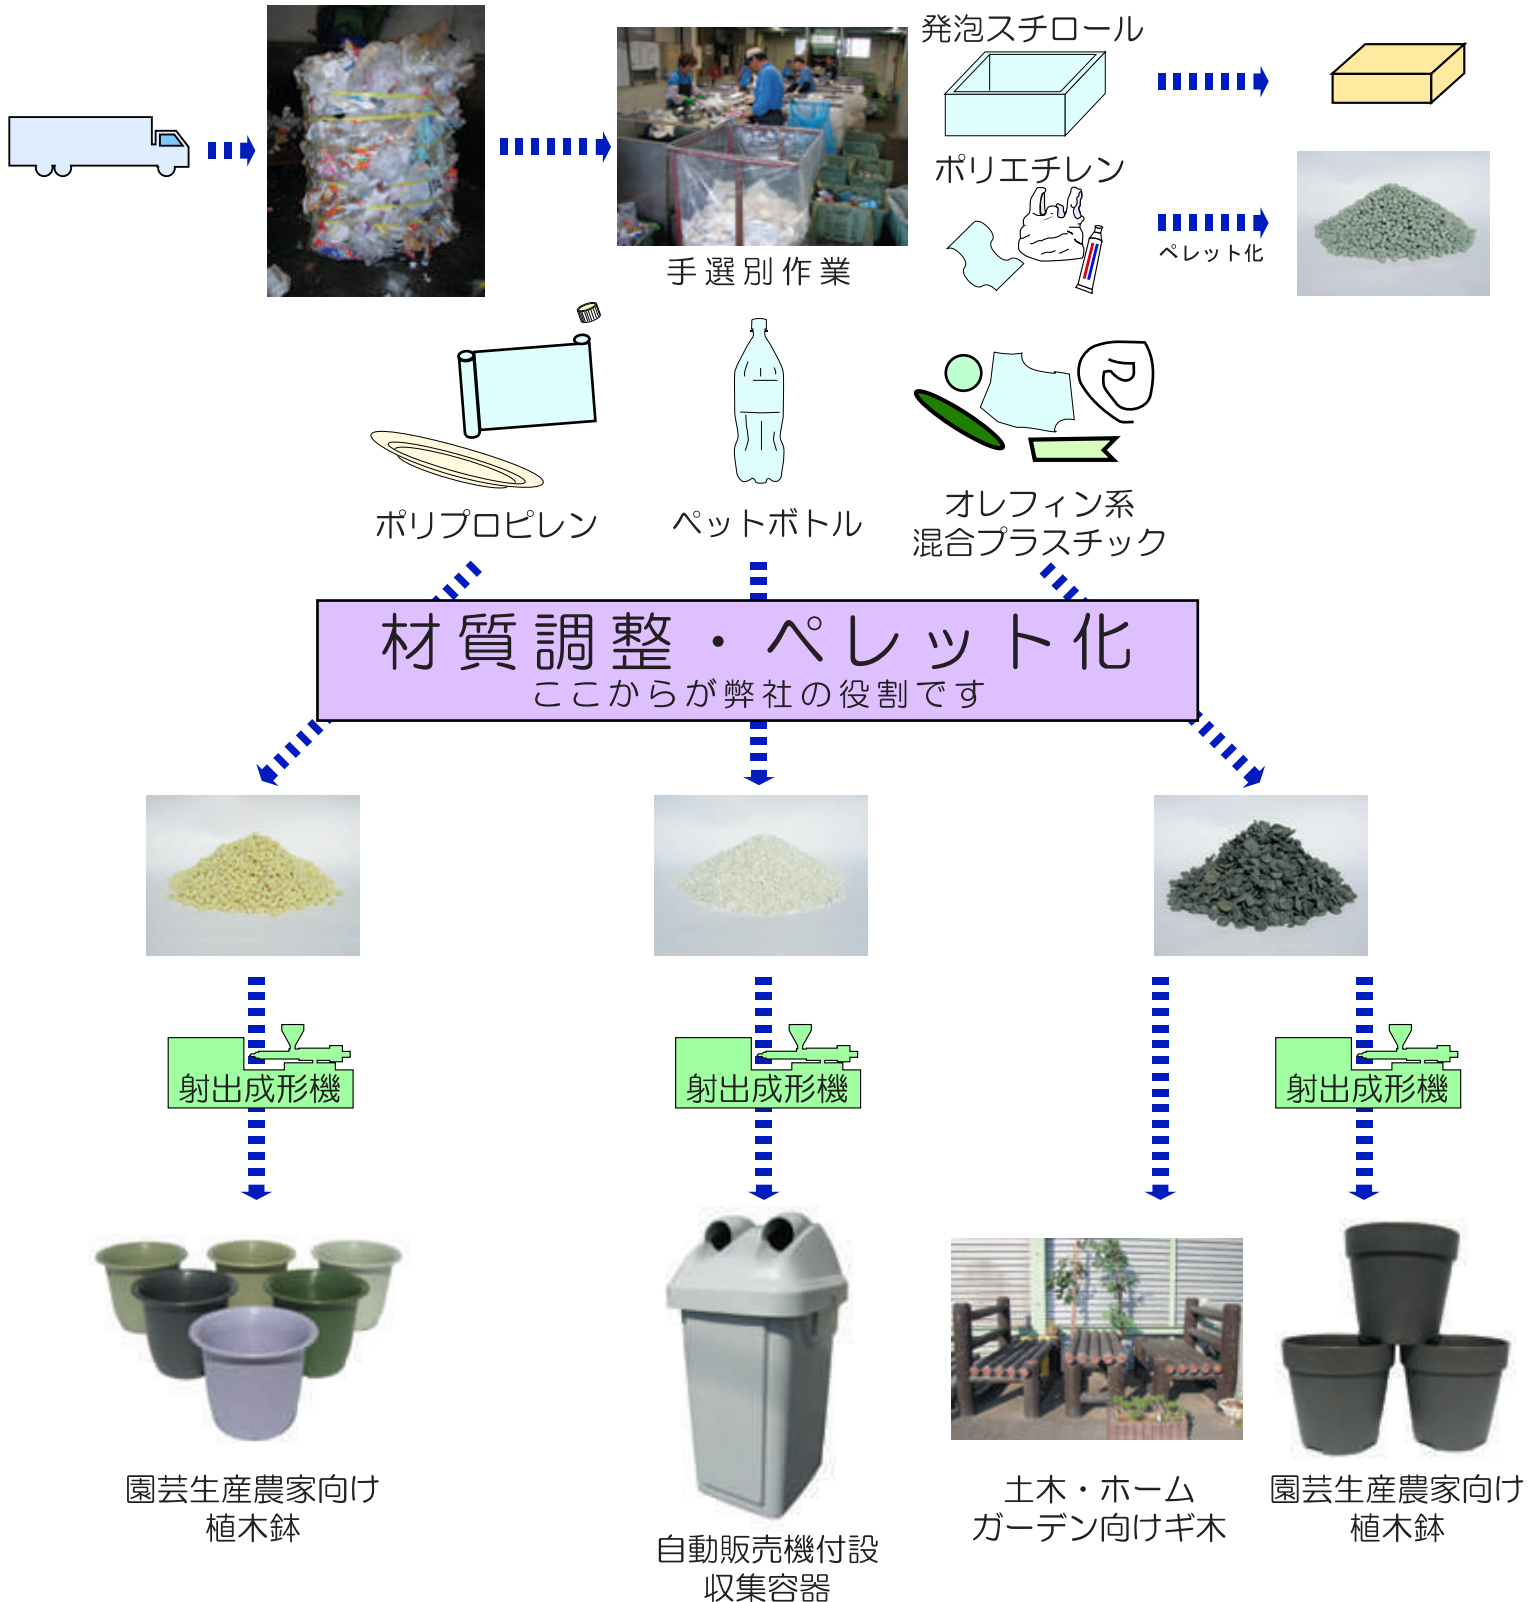 発泡スチロール
ポリエチレン
ペレット化
手選別作業
ポリプロピレン
ペットボトル
オレフィン系
混合プラスチック
材質調整・ペレット化
ここからが弊社の役割です
射出成形機
射出成形機
射出成形機
園芸生産農家向け
植木鉢
自動販売機付設
収集容器
土木・ホーム
ガーデン向けギ木
園芸生産農家向け
植木鉢